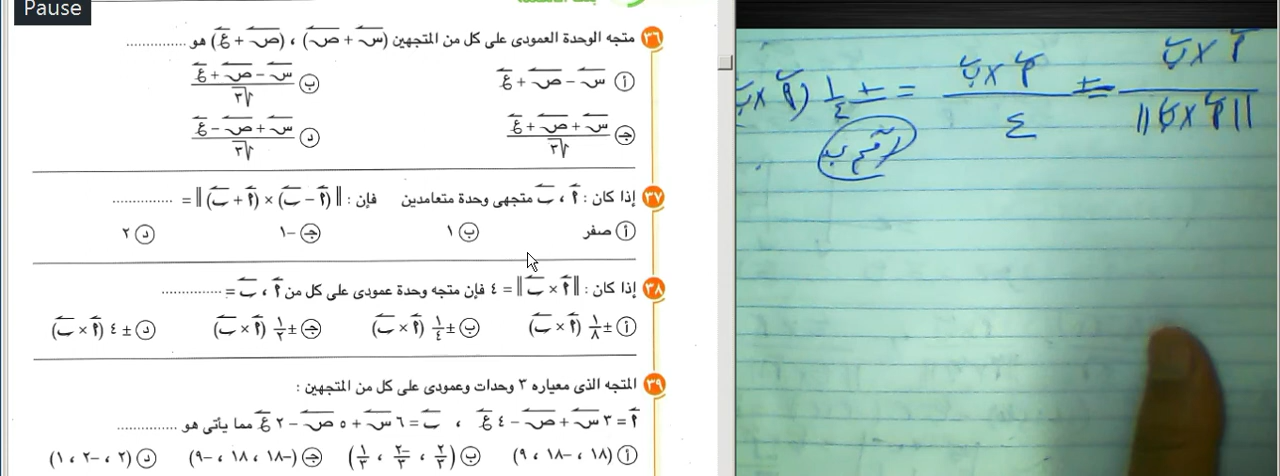 Pause
٣٦ متجه الوحدة العمودى على كل من المتجهين (س + ص) ، (ص + ع) هو ................
أ س − ص + ع
ب (س − ص + ع) / √٣
ج (س + ص + ع) / √٣
د (س + ص − ع) / √٣
٣٧ إذا كان : أ ، ب متجهى وحدة متعامدين فإن : || (أ − ب) × (أ + ب) || = ................
أ صفر ب ١ ج −١ د ٢
٣٨ إذا كان : || أ × ب || = ٤ فإن متجه وحدة عمودى على كل من أ ، ب = ................
أ ± ١/٨ (أ × ب) ب ± ١/٤ (أ × ب) ج ± ١/٢ (أ × ب) د ± ٤ (أ × ب)
٣٩ المتجه الذى معياره ٣ وحدات وعمودى على كل من المتجهين :
أ = ٣ س + ص − ٤ ع ، ب = ٦ س + ٥ ص − ٢ ع مما يأتى هو ................
أ (١٨ ، −١٨ ، ٩) ب (٢/٣ ، −٢/٣ ، ١/٣) ج (−١٨ ، ١٨ ، −٩) د (٢ ، −٢ ، ١)
أ × ب / || أ × ب || = ± أ × ب / ٤ = ± ١/٤ (أ × ب